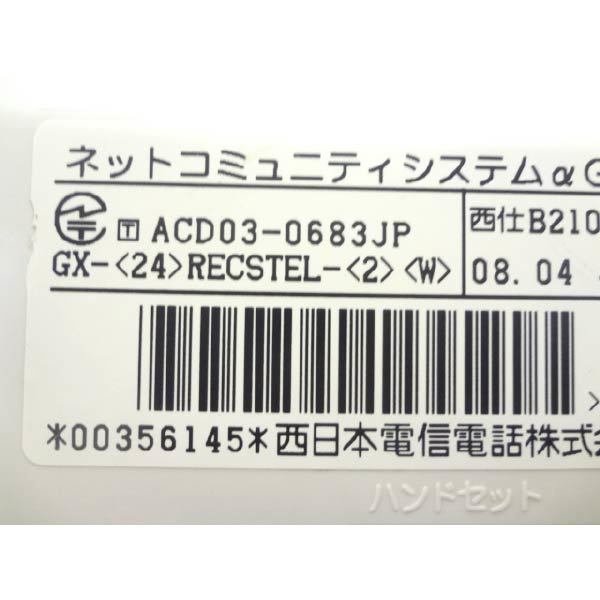 ネットコミュニティシステムαG
T ACD03-0683JP
西仕B210
GX-<24>RECSTEL-<2><W>
08.04
*00356145*西日本電信電話株式会
ハンドセット